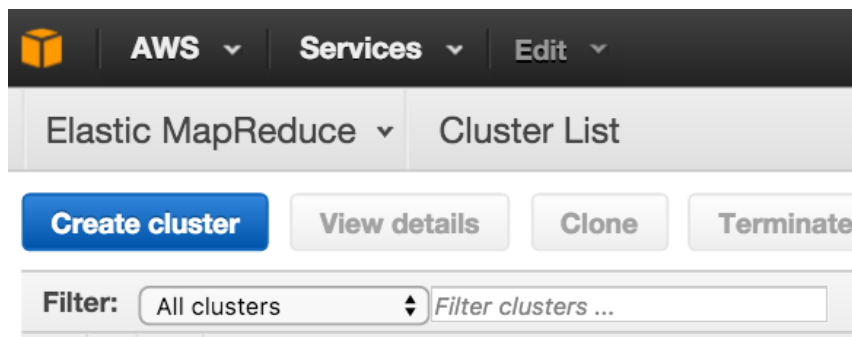 AWS Services Edit
Elastic MapReduce Cluster List
Create cluster View details Clone Terminate
Filter: All clusters Filter clusters ...